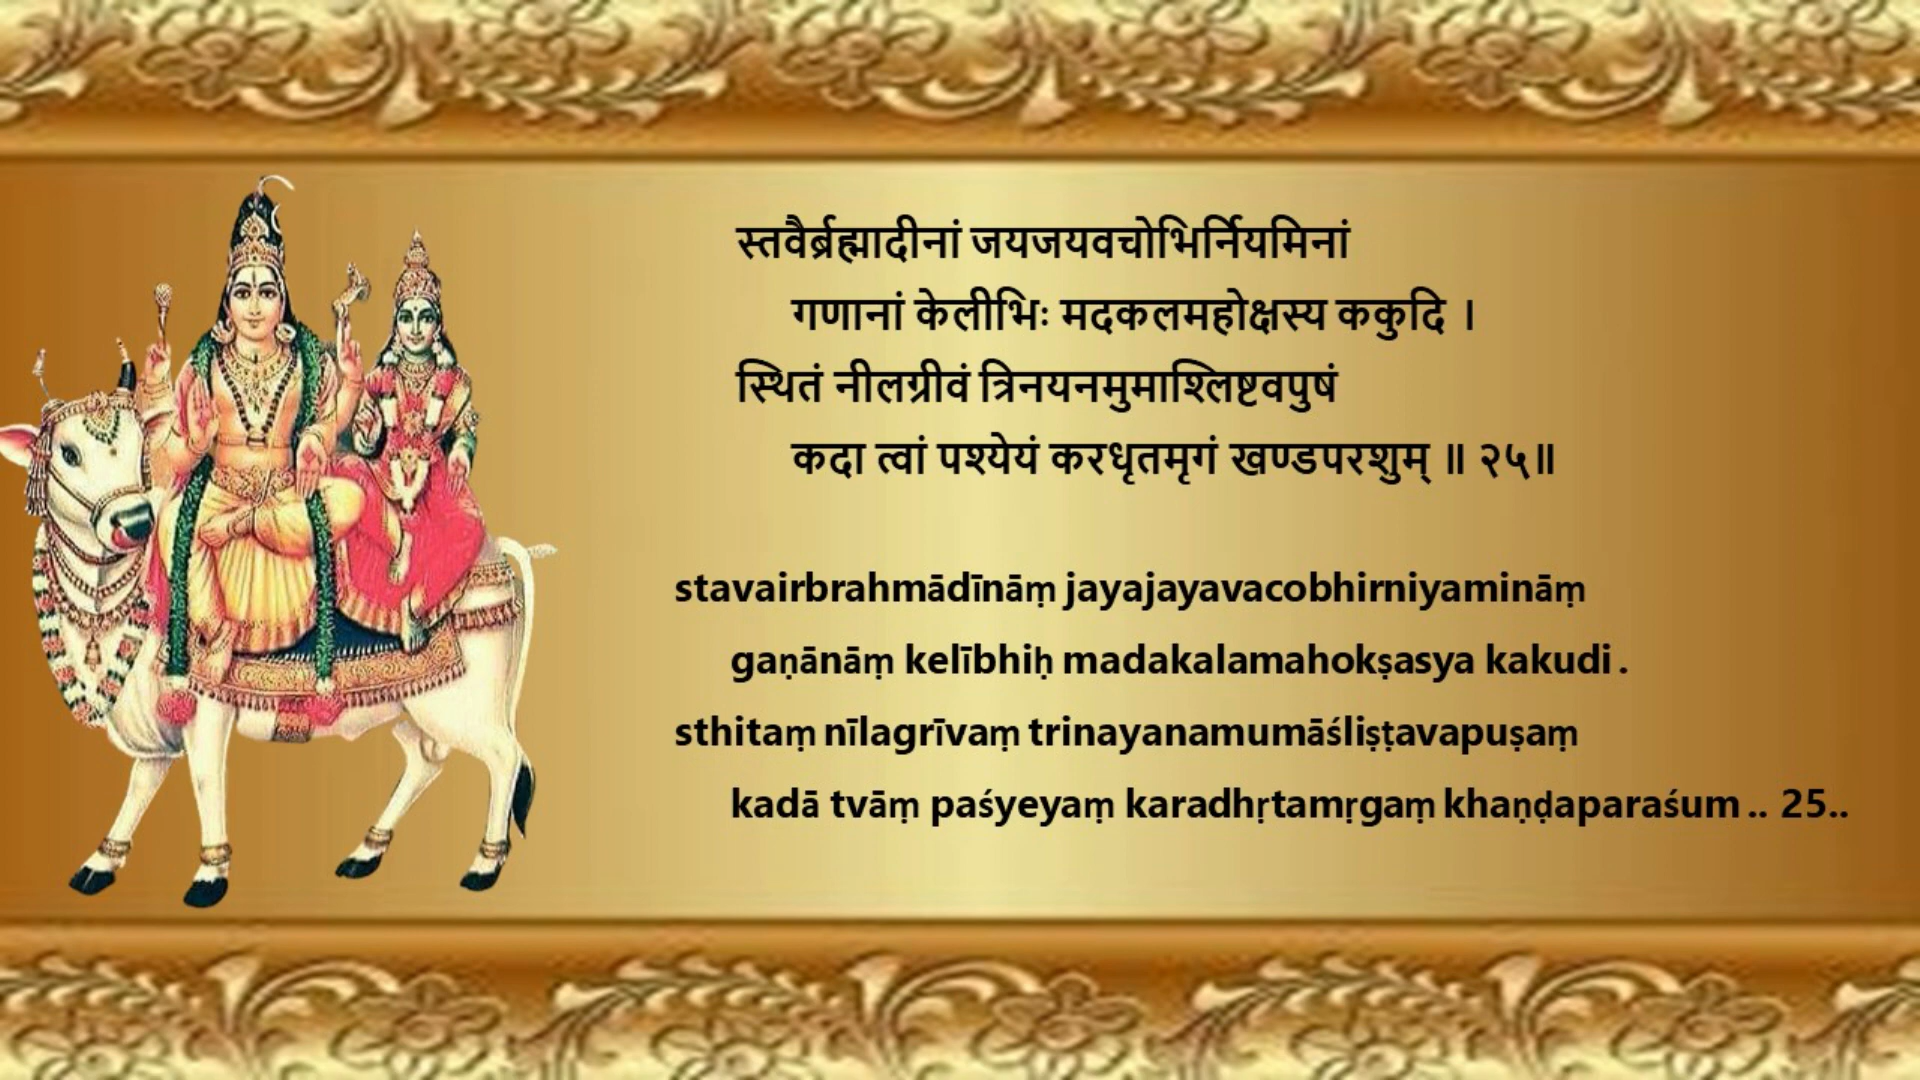 स्तवैर्ब्रह्मादीनां जयजयवचोभिर्नियमिनां
गणानां केलीभिः मदकलमहोक्षस्य ककुदि ।
स्थितं नीलग्रीवं त्रिनयनमुमाश्लिष्टवपुषं
कदा त्वां पश्येयं करधृतमृगं खण्डपरशुम् ॥ २५॥
stavairbrahmādīnāṃ jayajayavacobhirniyamināṃ
gaṇānāṃ kelībhiḥ madakalamahokṣasya kakudi .
sthitaṃ nīlagrīvaṃ trinayanamumāśliṣṭavapuṣaṃ
kadā tvāṃ paśyeyaṃ karadhṛtamṛgaṃ khaṇḍaparaśum .. 25..